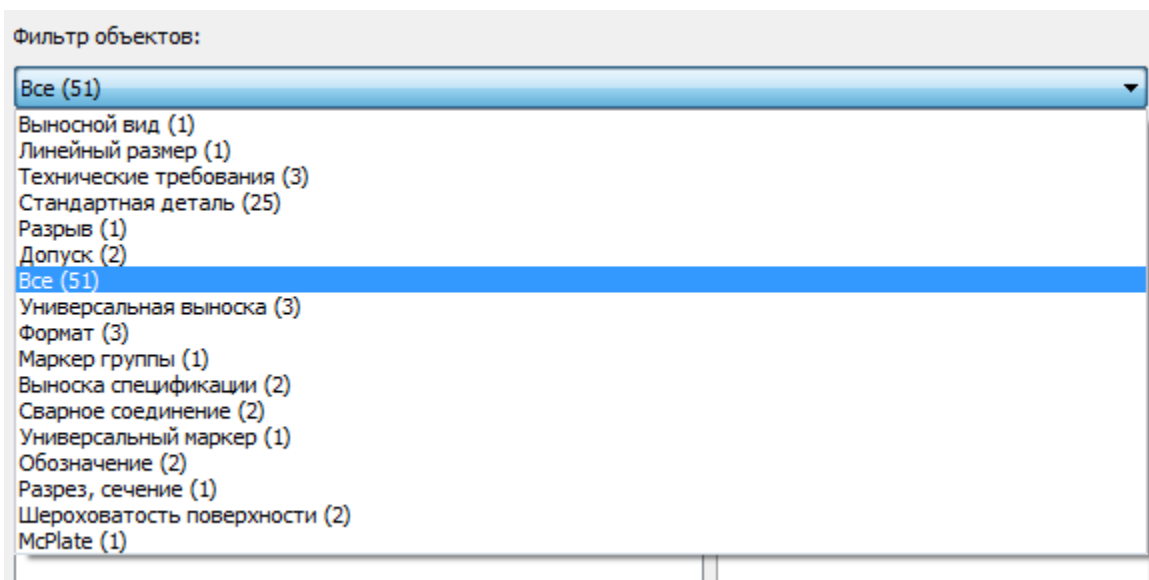 Фильтр объектов:
Все (51)
Выносной вид (1)
Линейный размер (1)
Технические требования (3)
Стандартная деталь (25)
Разрыв (1)
Допуск (2)
Все (51)
Универсальная выноска (3)
Формат (3)
Маркер группы (1)
Выноска спецификации (2)
Сварное соединение (2)
Универсальный маркер (1)
Обозначение (2)
Разрез, сечение (1)
Шероховатость поверхности (2)
McPlate (1)